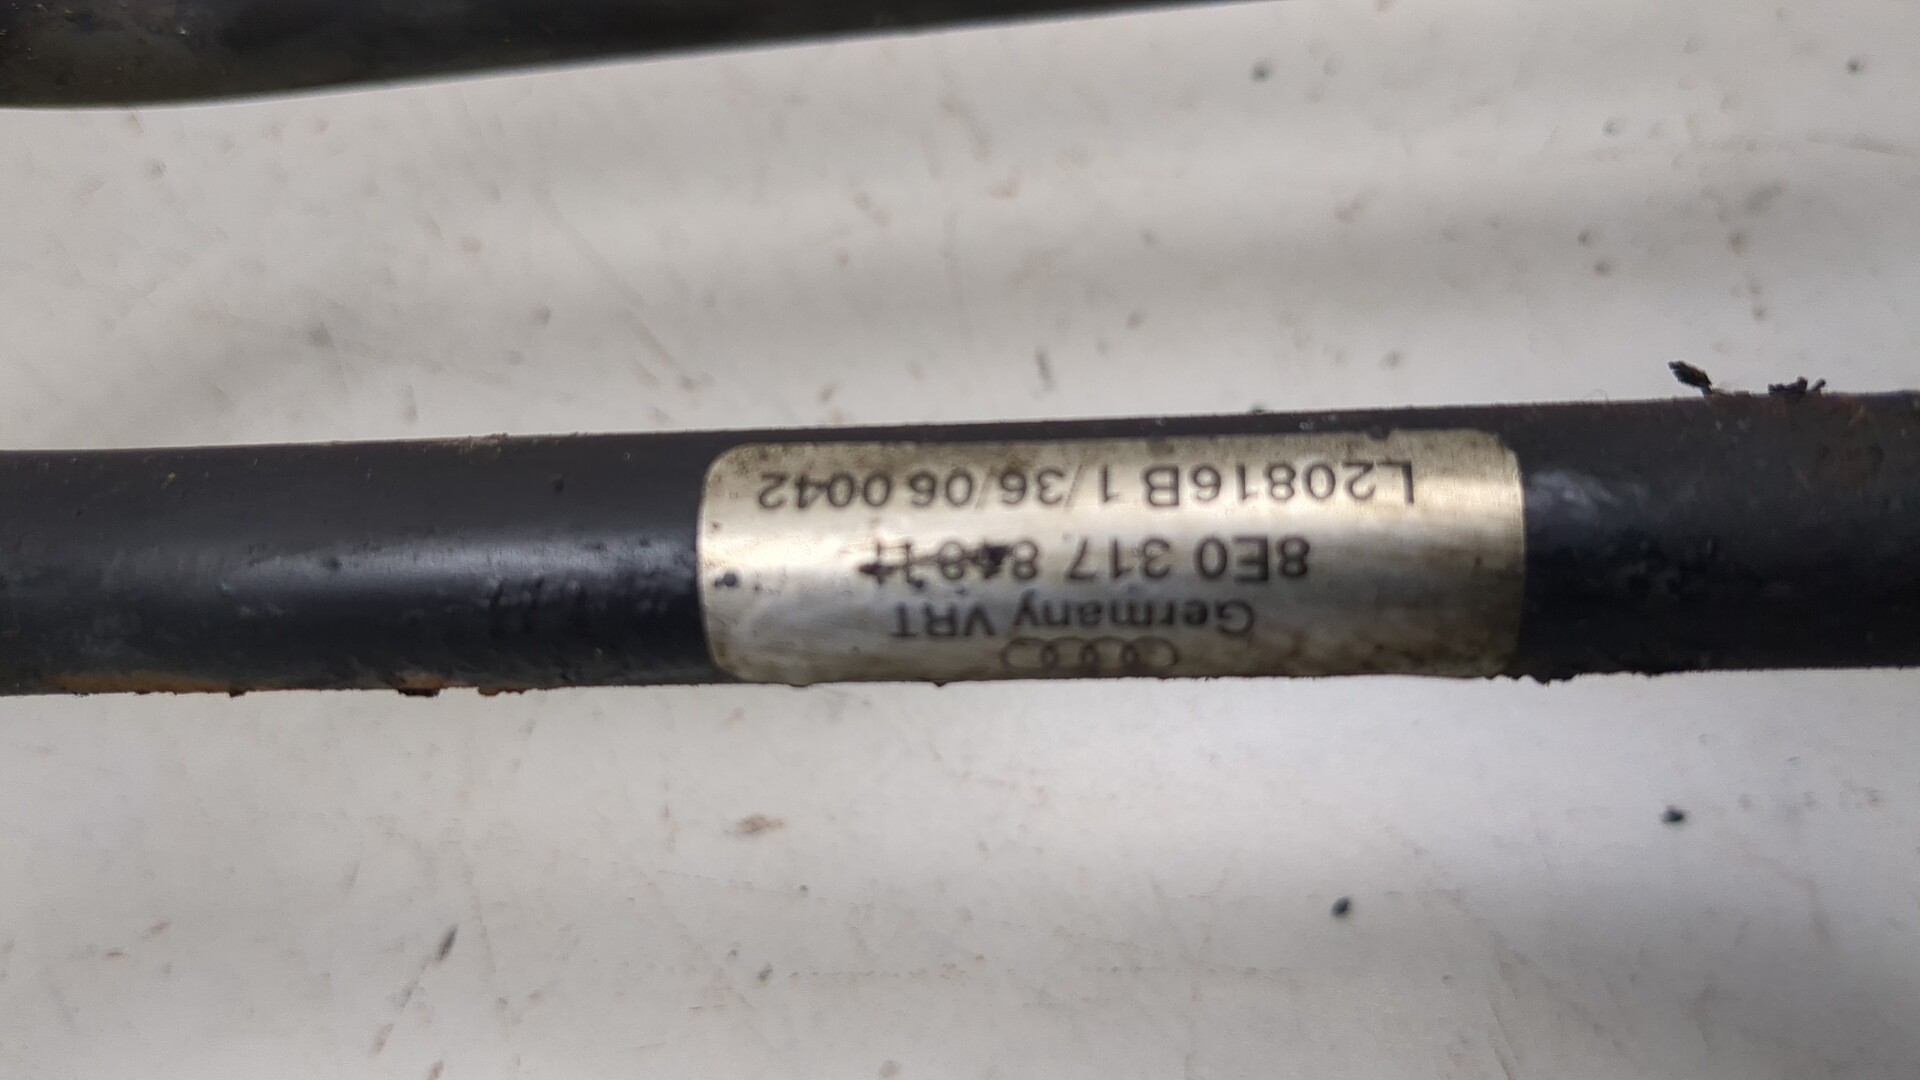 Germany VRT
8E0 317
L20816B 1/36/06 0042